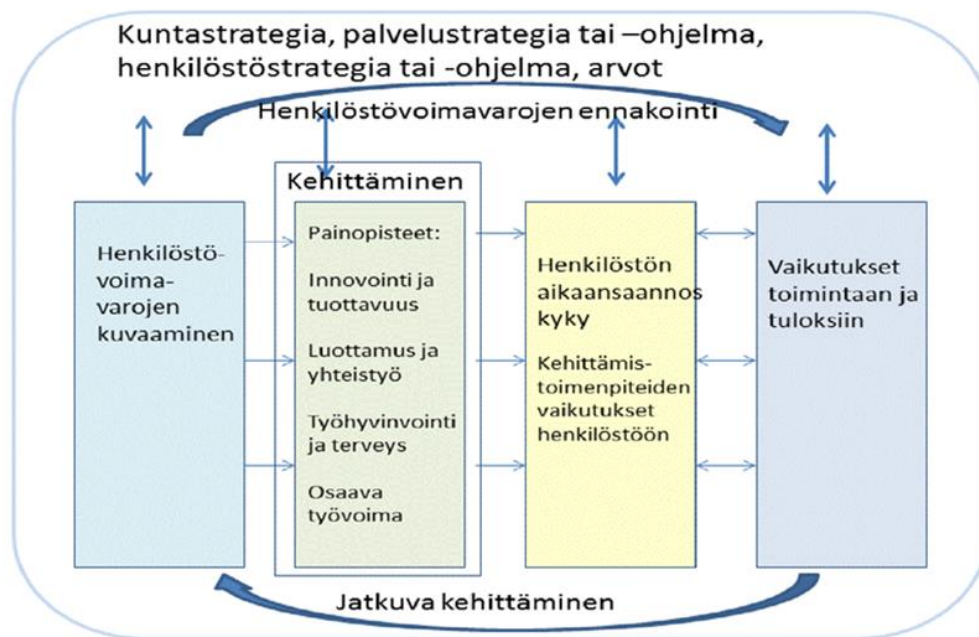 Kuntastrategia, palvelustrategia tai –ohjelma,
henkilöstöstrategia tai -ohjelma, arvot
Henkilöstövoimavarojen ennakointi
Henkilöstö-
voima-
varojen
kuvaaminen
Kehittäminen
Painopisteet:
Innovointi ja
tuottavuus
Luottamus ja
yhteistyö
Työhyvinvointi
ja terveys
Osaava
työvoima
Henkilöstön
aikaansaannos
kyky
Kehittämis-
toimenpiteiden
vaikutukset
henkilöstöön
Vaikutukset
toimintaan ja
tuloksiin
Jatkuva kehittäminen